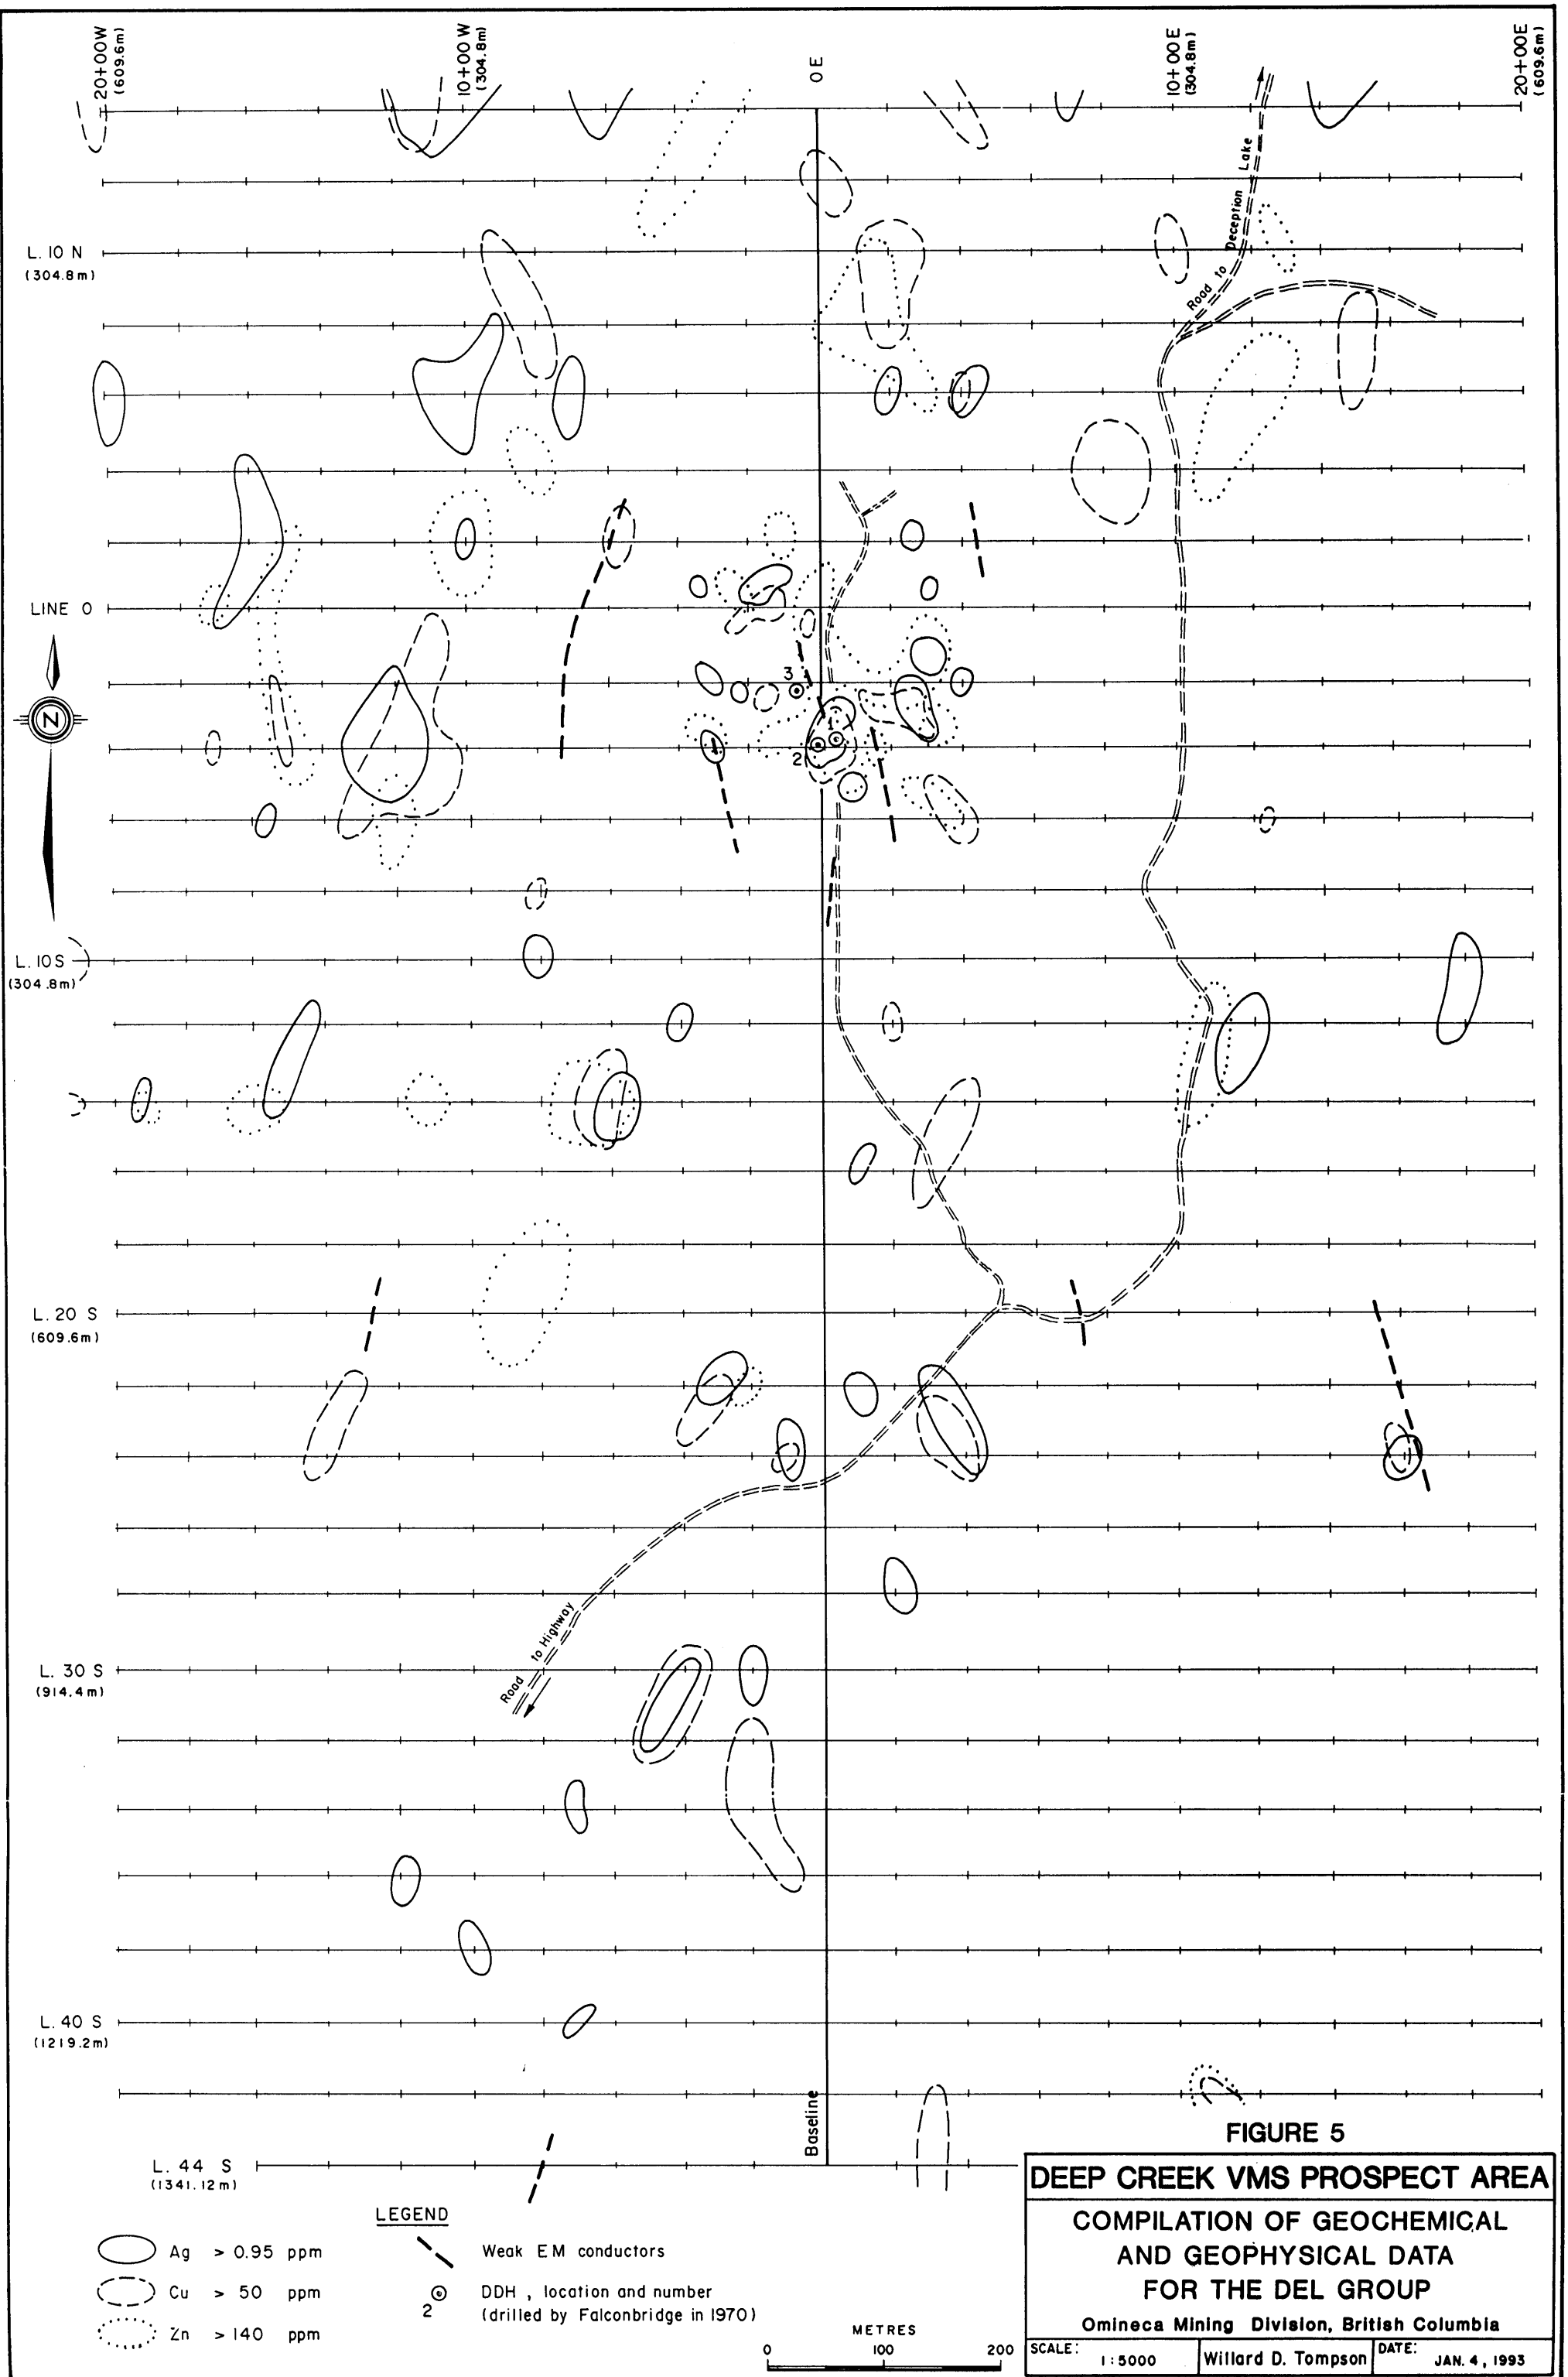 20+00W
(609.6m)
10+00W
(304.8m)
0E
10+00E
(304.8m)
20+00E
(609.6m)
Road to Deception Lake
L. 10 N
(304.8m)
LINE 0
N
3
1
2
L. 10S
(304.8m)
L. 20 S
(609.6m)
Road to Highway
L. 30 S
(914.4m)
L. 40 S
(1219.2m)
Baseline
L. 44 S
(1341.12m)
FIGURE 5
DEEP CREEK VMS PROSPECT AREA
COMPILATION OF GEOCHEMICAL
AND GEOPHYSICAL DATA
FOR THE DEL GROUP
Omineca Mining Division, British Columbia
SCALE: 1:5000
Willard D. Tompson
DATE: JAN. 4, 1993
LEGEND
Ag > 0.95 ppm
Cu > 50 ppm
Zn > 140 ppm
Weak EM conductors
2
DDH, location and number
(drilled by Falconbridge in 1970)
METRES
0 100 200